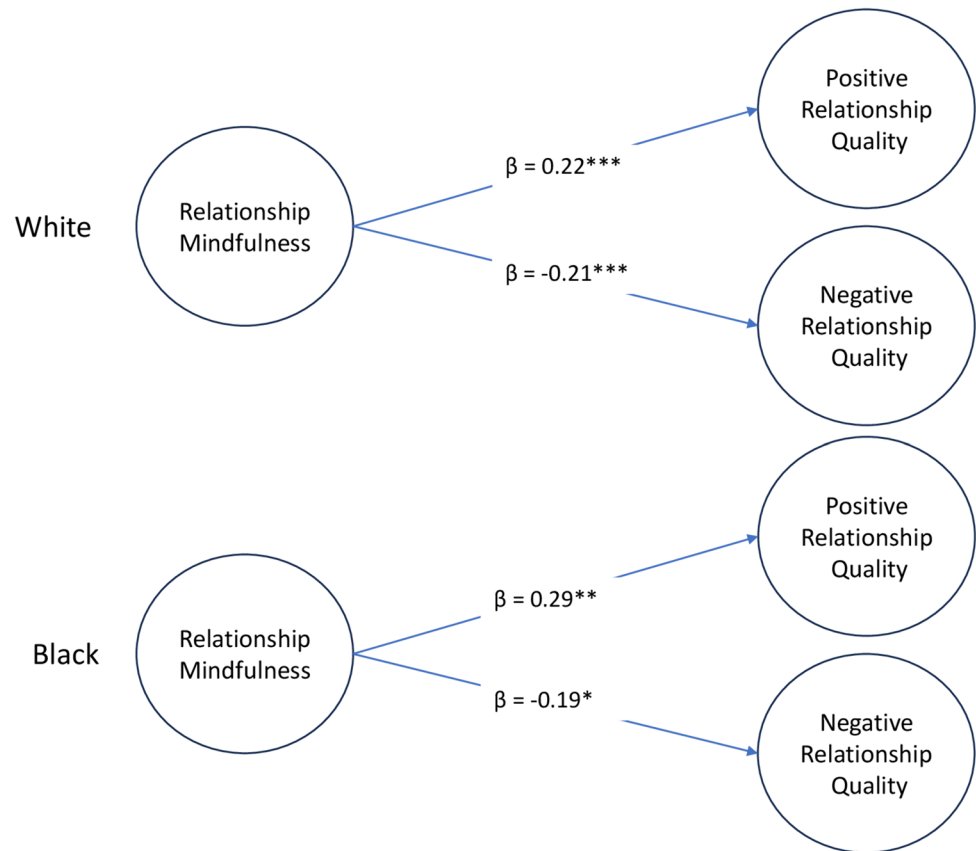 White
Relationship
Mindfulness
β = 0.22***
β = -0.21***
Positive
Relationship
Quality
Negative
Relationship
Quality
Black
Relationship
Mindfulness
β = 0.29**
β = -0.19*
Positive
Relationship
Quality
Negative
Relationship
Quality